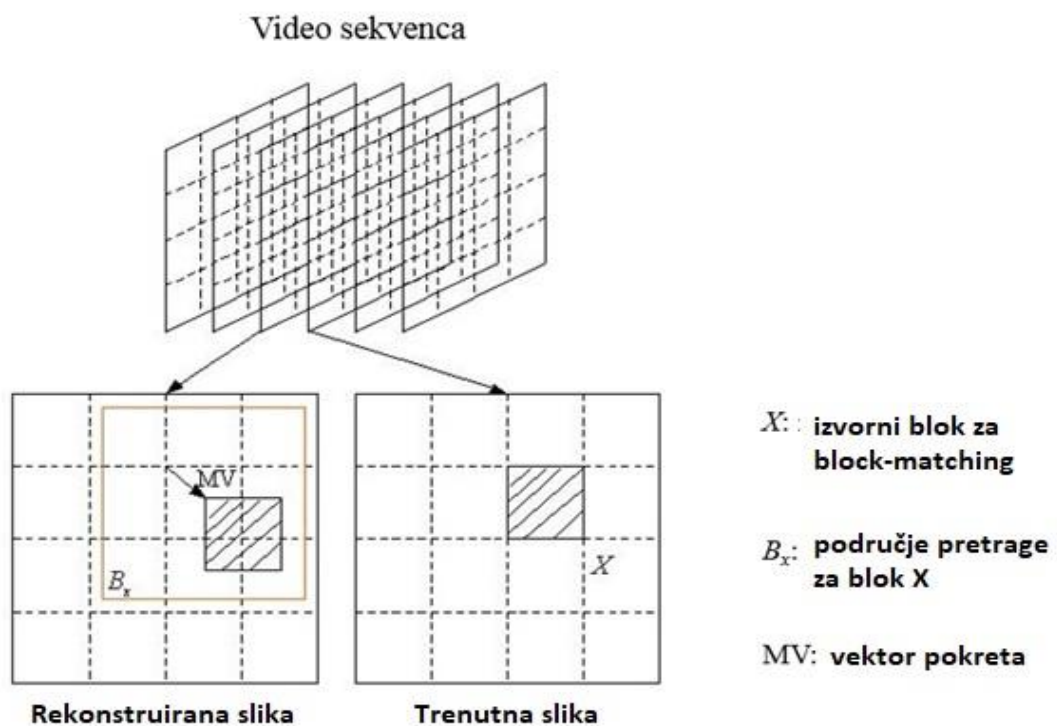 Video sekvenca
MV
Bx
X
Rekonstruirana slika
Trenutna slika
X: : izvorni blok za
block-matching
Bx: područje pretrage
za blok X
MV: vektor pokreta